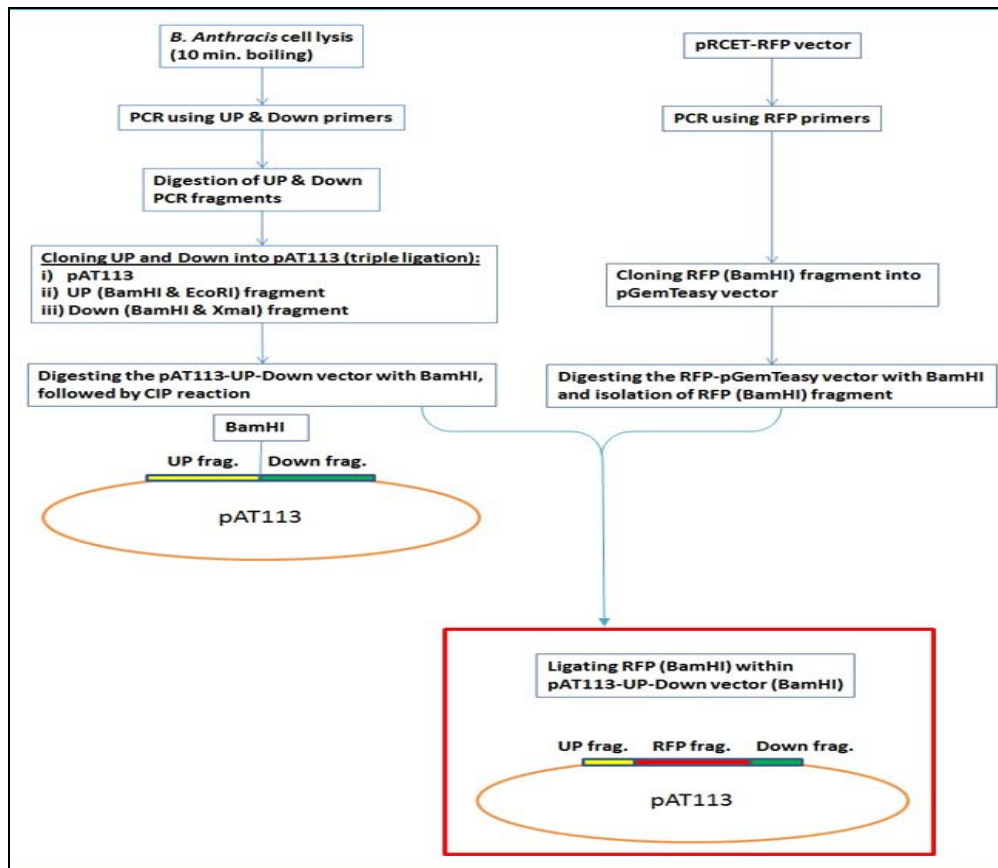 B. Anthracis cell lysis
(10 min. boiling)
PCR using UP & Down primers
Digestion of UP & Down
PCR fragments
Cloning UP and Down into pAT113 (triple ligation):
i) pAT113
ii) UP (BamHI & EcoRI) fragment
iii) Down (BamHI & XmaI) fragment
Digesting the pAT113-UP-Down vector with BamHI,
followed by CIP reaction
BamHI
UP frag. Down frag.
pAT113
pRCET-RFP vector
PCR using RFP primers
Cloning RFP (BamHI) fragment into
pGemTeasy vector
Digesting the RFP-pGemTeasy vector with BamHI
and isolation of RFP (BamHI) fragment
Ligating RFP (BamHI) within
pAT113-UP-Down vector (BamHI)
UP frag. RFP frag. Down frag.
pAT113